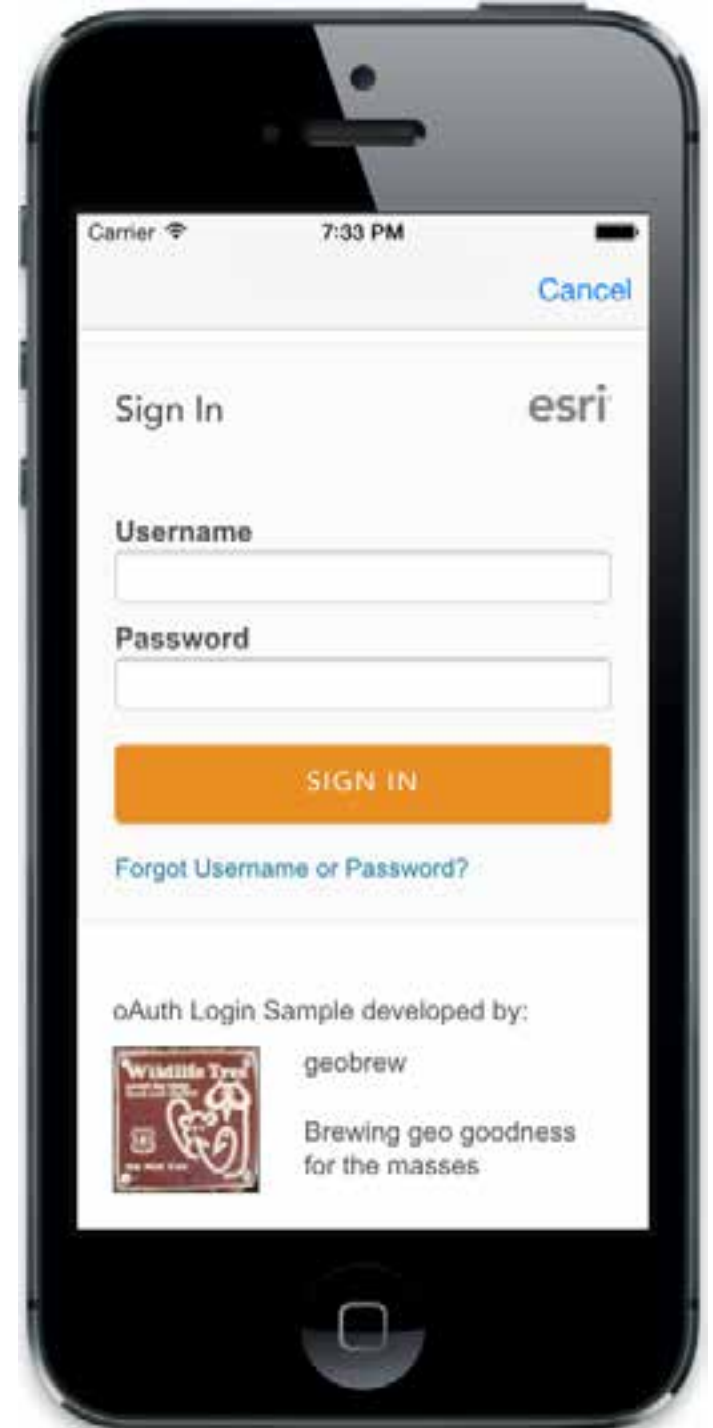 Carrier 7:33 PM
Cancel
Sign In esri
Username
Password
SIGN IN
Forgot Username or Password?
oAuth Login Sample developed by:
Wildlife Tree
geobrew
Brewing geo goodness
for the masses